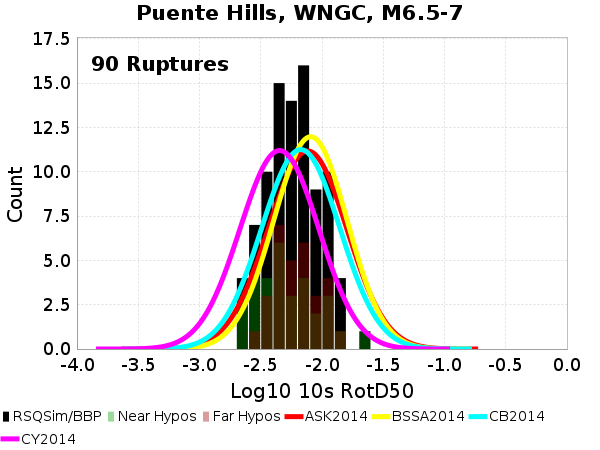 Puente Hills, WNGC, M6.5-7
90 Ruptures
Count
17.5
15.0
12.5
10.0
7.5
5.0
2.5
0.0
-4.0 -3.5 -3.0 -2.5 -2.0 -1.5 -1.0 -0.5 0.0
Log10 10s RotD50
RSQSim/BBP Near Hypos Far Hypos ASK2014 BSSA2014 CB2014
CY2014